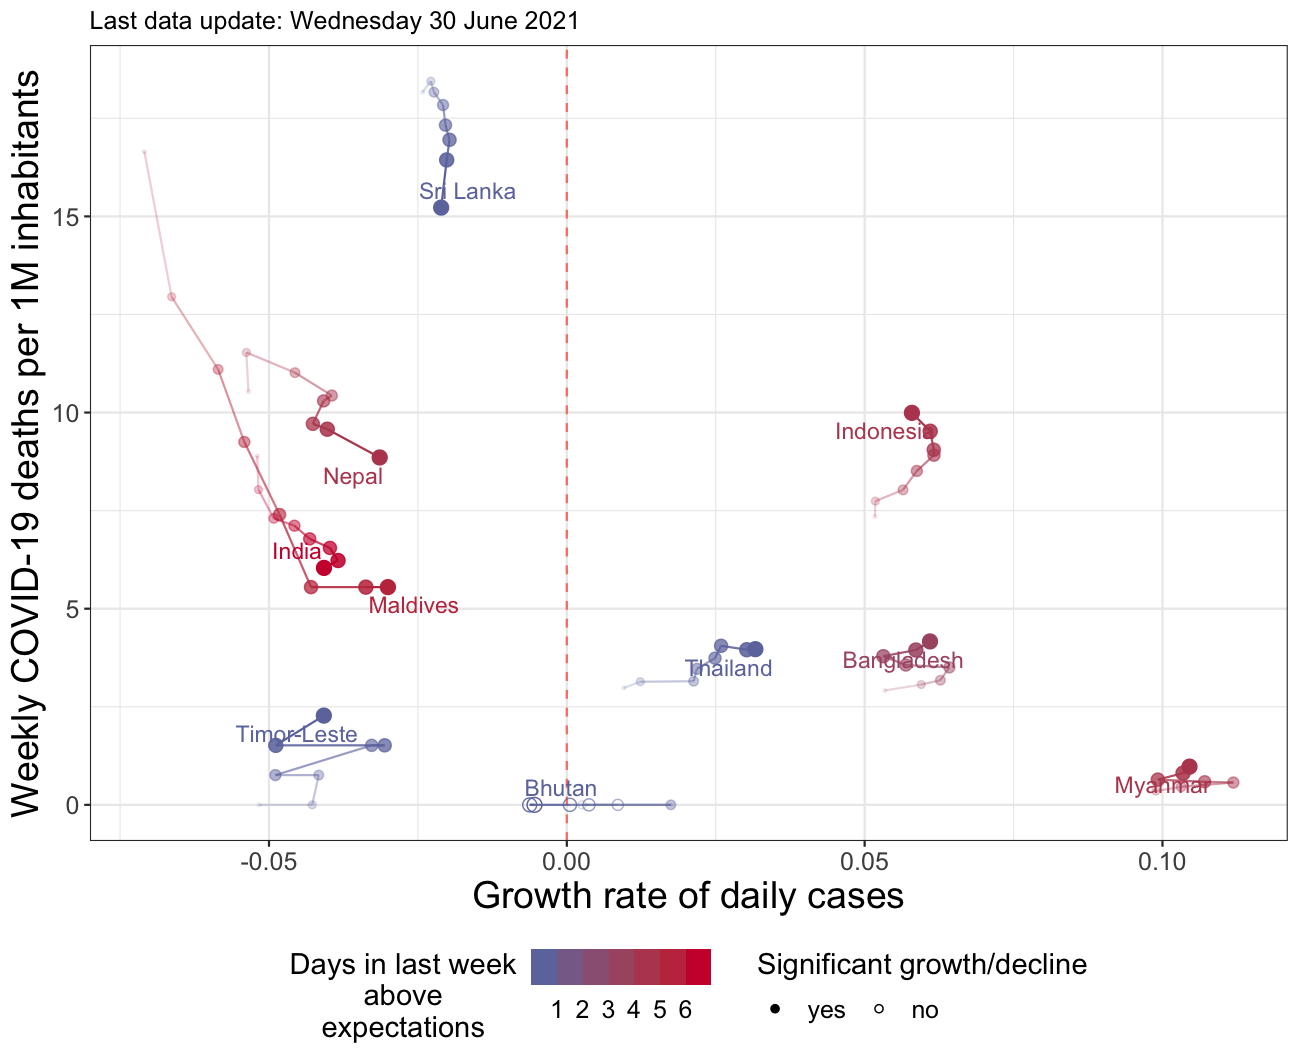 Last data update: Wednesday 30 June 2021
Weekly COVID-19 deaths per 1M inhabitants
15
10
5
0
Sri Lanka
Nepal
Indonesia
India
Maldives
Thailand
Bangladesh
Timor-Leste
Bhutan
Myanmar
-0.05 0.00 0.05 0.10
Growth rate of daily cases
Days in last week
above
expectations
1 2 3 4 5 6
Significant growth/decline
yes no